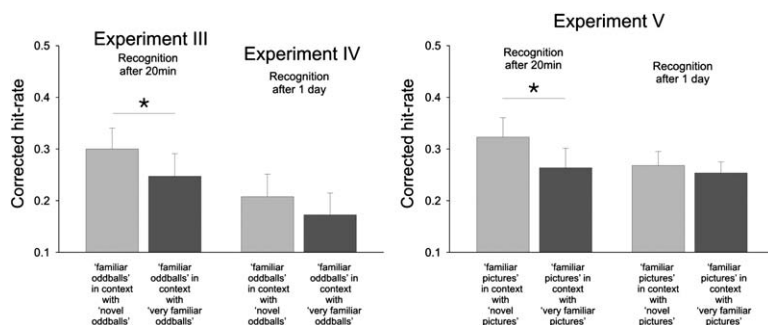 Experiment III
Recognition
after 20min
*
Experiment IV
Recognition
after 1 day
Corrected hit-rate
0.5
0.4
0.3
0.2
0.1
'familiar
oddballs'
in context
with
'novel
oddballs'
'familiar
oddballs' in
context
with
'very familiar
oddballs'
'familiar
oddballs' in
context
with
'novel
oddballs'
'familiar
oddballs' in
context
with
'very familiar
oddballs'
Experiment V
Recognition
after 20min
*
Recognition
after 1 day
Corrected hit-rate
0.5
0.4
0.3
0.2
0.1
'familiar
pictures'
in context
with
'novel
pictures'
'familiar
pictures' in
context
with
'very familiar
pictures'
'familiar
pictures' in
context
with
'novel
pictures'
'familiar
pictures' in
context
with
'very familiar
pictures'